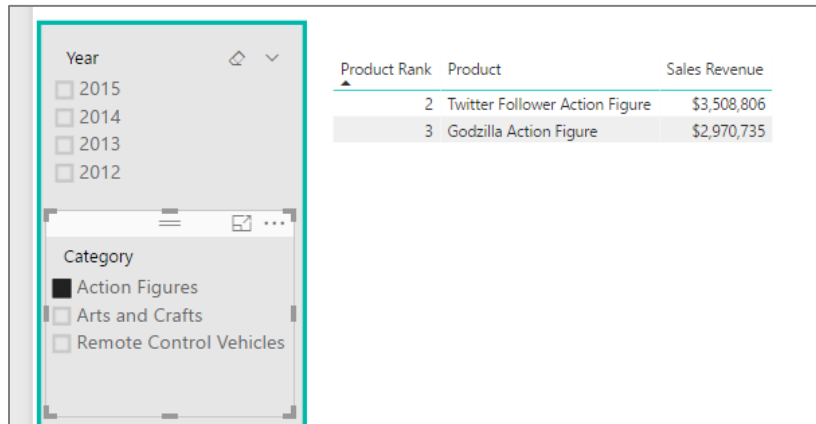 Year
2015
2014
2013
2012
Category
Action Figures
Arts and Crafts
Remote Control Vehicles
Product Rank Product Sales Revenue
2 Twitter Follower Action Figure $3,508,806
3 Godzilla Action Figure $2,970,735